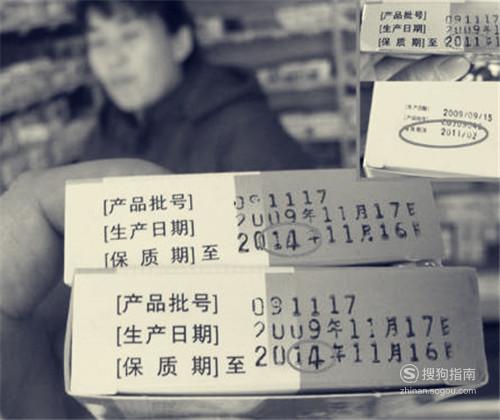 [产品批号] 091117
[生产日期] 2009年11月17日
[保 质 期] 至 2014年11月16日
[产品批号] 091117
[生产日期] 2009年11月17日
[保 质 期] 至 2014年11月16日
[产品批号] 091117
[生产日期] 2009年1
[保质期] 至 2011
2009/09/15
2011/02
搜狗指南
zhinan.sogou.com